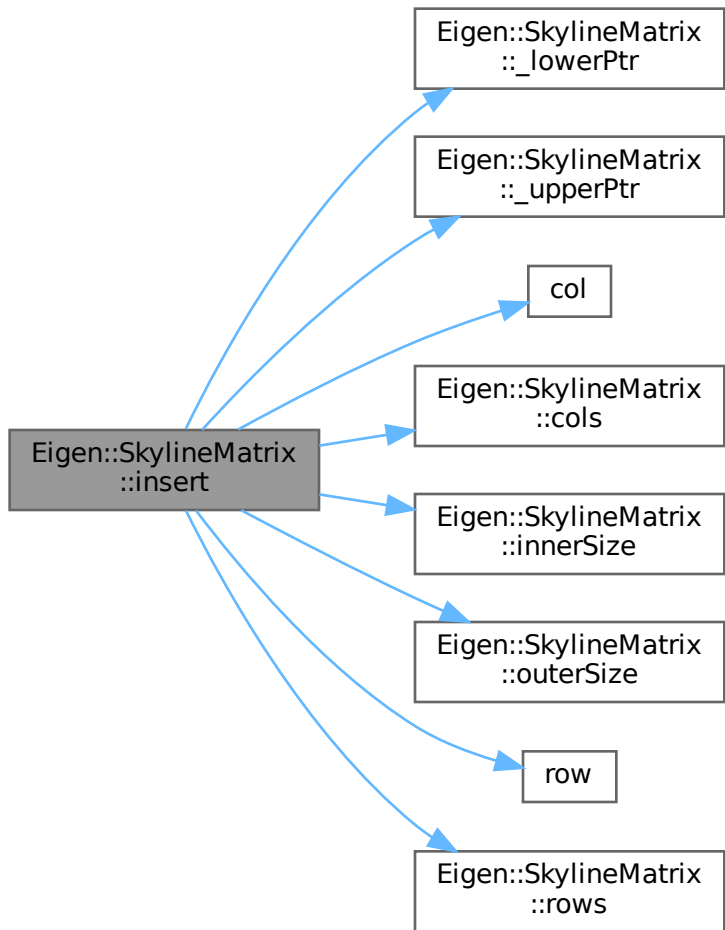 Eigen::SkylineMatrix
::_lowerPtr
Eigen::SkylineMatrix
::_upperPtr
col
Eigen::SkylineMatrix
::cols
Eigen::SkylineMatrix
::insert
Eigen::SkylineMatrix
::innerSize
Eigen::SkylineMatrix
::outerSize
row
Eigen::SkylineMatrix
::rows